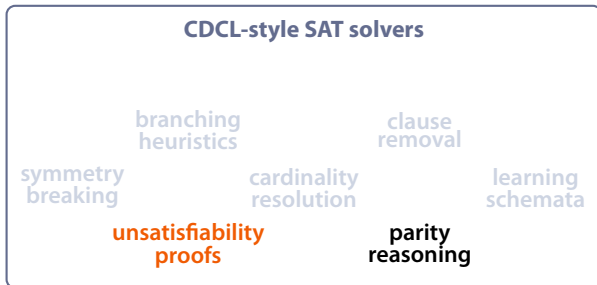 CDCL-style SAT solvers
branching
heuristics
clause
removal
symmetry
breaking
cardinality
resolution
learning
schemata
unsatisfiability
proofs
parity
reasoning